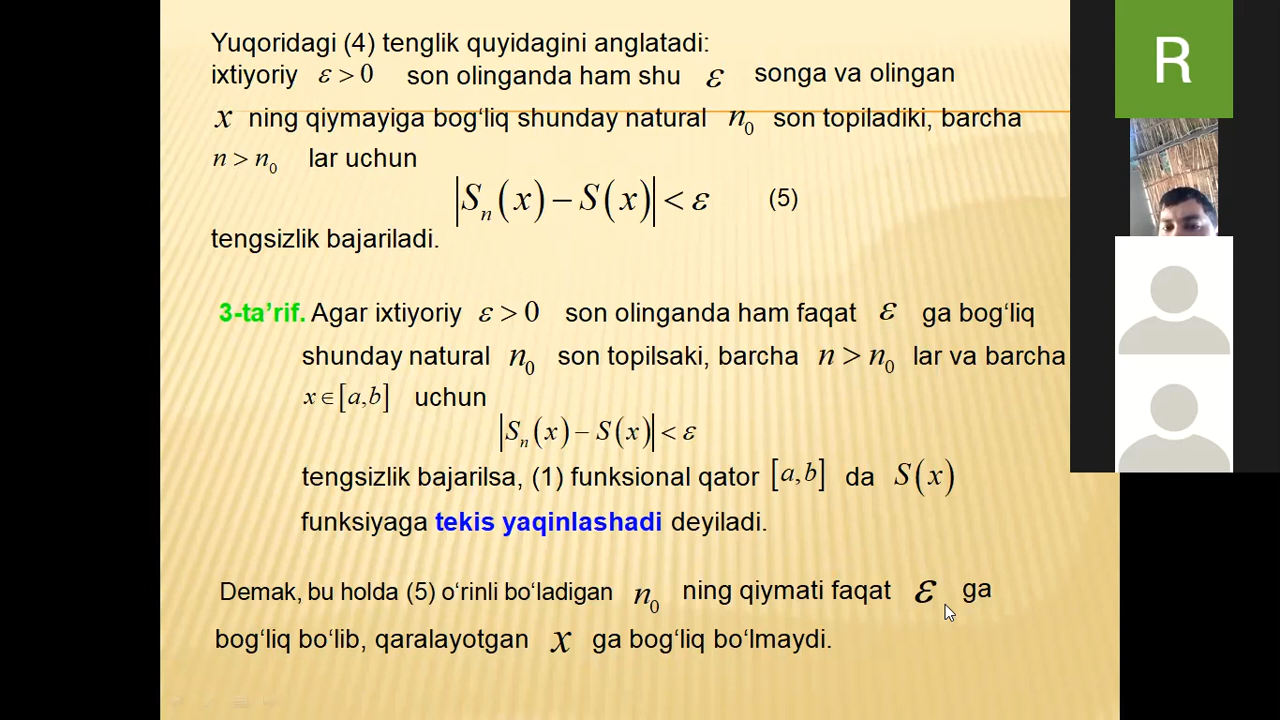 Yuqoridagi (4) tenglik quyidagini anglatadi:
ixtiyoriy ε > 0 son olinganda ham shu ε songa va olingan
x ning qiymayiga bog‘liq shunday natural n₀ son topiladiki, barcha
n > n₀ lar uchun
|Sₙ(x) − S(x)| < ε (5)
tengsizlik bajariladi.
3-ta’rif. Agar ixtiyoriy ε > 0 son olinganda ham faqat ε ga bog‘liq
shunday natural n₀ son topilsaki, barcha n > n₀ lar va barcha
x ∈ [a,b] uchun
|Sₙ(x) − S(x)| < ε
tengsizlik bajarilsa, (1) funksional qator [a,b] da S(x)
funksiyaga tekis yaqinlashadi deyiladi.
Demak, bu holda (5) o‘rinli bo‘ladigan n₀ ning qiymati faqat ε ga
bog‘liq bo‘lib, qaralayotgan x ga bog‘liq bo‘lmaydi.
R